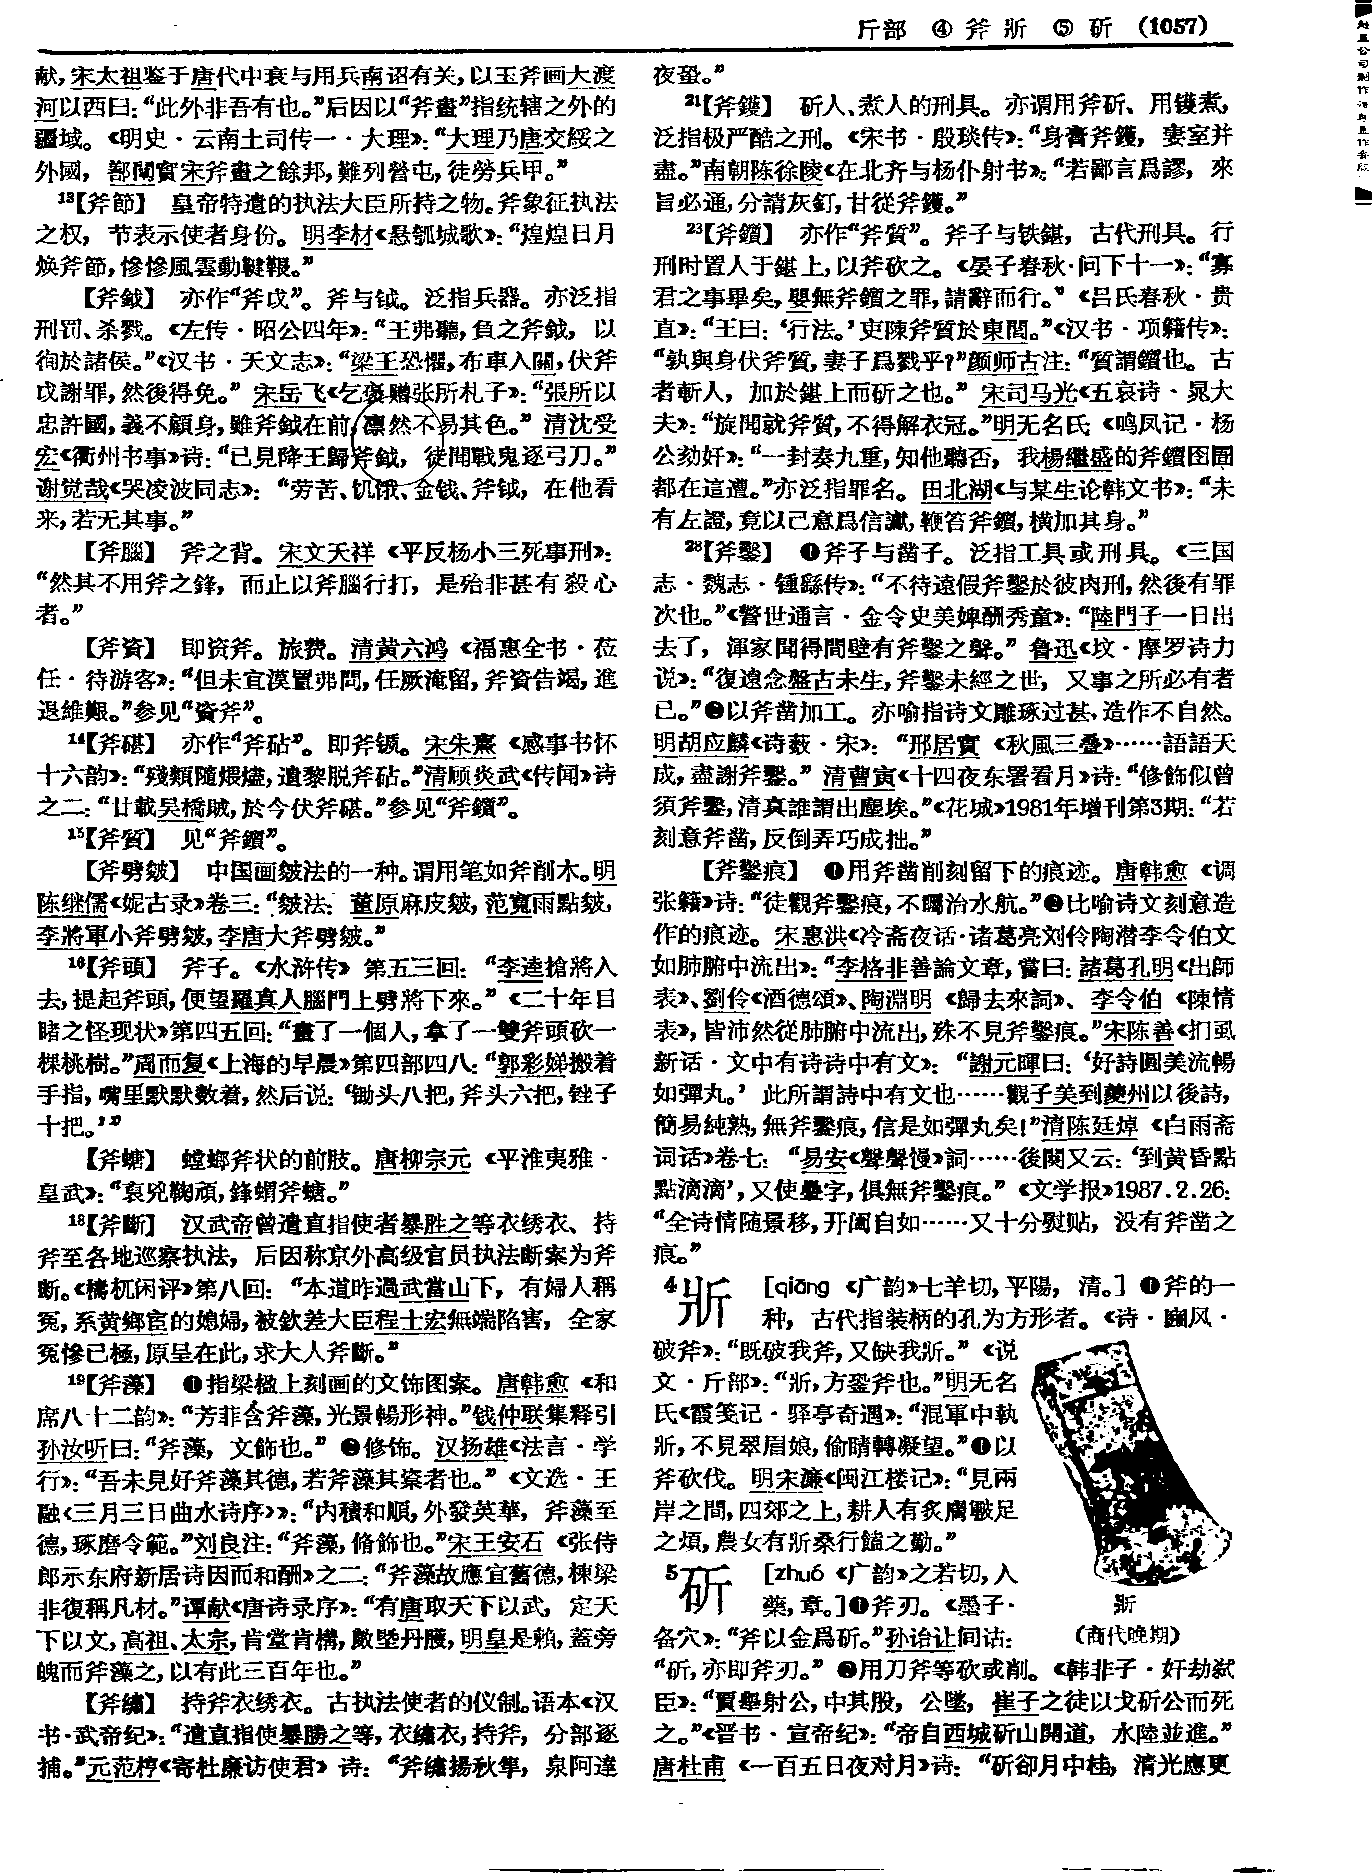 斤部 ④斧斨 ⑤斫 (1057)
献,宋太祖鉴于唐代中衰与用兵南诏有关,以玉斧画大渡
河以西曰:“此外非吾有也。”后因以“斧畫”指统辖之外的
疆域。《明史·云南土司传一·大理》:“大理乃唐交綏之
外國,鄯闡實宋斧畫之餘邦,難列營屯,徒勞兵甲。”
13【斧節】 皇帝特遣的执法大臣所持之物。斧象征执法
之权,节表示使者身份。明李材《悬瓠城歌》:“煌煌日月
焕斧節,慘慘風雲動鞬靫。”
【斧鉞】 亦作“斧戉”。斧与钺。泛指兵器。亦泛指
刑罚、杀戮。《左传·昭公四年》:“王弗聽,負之斧鉞,以
徇於諸侯。”《汉书·天文志》:“梁王恐懼,布車入關,伏斧
戉謝罪,然後得免。”宋岳飞《乞褒赠张所札子》:“張所以
忠許國,義不顧身,雖斧鉞在前,凛然不易其色。”清沈受
宏《衢州书事》诗:“已見降王歸斧鉞,徒聞戰鬼逐弓刀。”
谢觉哉《哭凌波同志》:“劳苦、饥饿、金钱、斧钺,在他看
来,若无其事。”
【斧腦】 斧之背。宋文天祥《平反杨小三死事刑》:
“然其不用斧之鋒,而止以斧腦行打,是殆非甚有殺心
者。”
【斧資】 即资斧。旅费。清黄六鸿《福惠全书·莅
任·待游客》:“但未宜漠置弗問,任厥淹留,斧資告竭,進
退維艱。”参见“資斧”。
14【斧碪】 亦作“斧砧”。即斧锧。宋朱熹《感事书怀
十六韵》:“殘類隨煨燼,遺黎脱斧砧。”清顾炎武《传闻》诗
之二:“廿載吴橋賊,於今伏斧碪。”参见“斧鑕”。
15【斧質】 见“斧鑕”。
【斧劈皴】 中国画皴法的一种。谓用笔如斧削木。明
陈继儒《妮古录》卷三:“皴法:董原麻皮皴,范寬雨點皴,
李將軍小斧劈皴,李唐大斧劈皴。”
16【斧頭】 斧子。《水浒传》第五三回:“李逵搶將入
去,提起斧頭,便望羅真人腦門上劈將下來。”《二十年目
睹之怪现状》第四五回:“畫了一個人,拿了一雙斧頭砍一
棵桃樹。”周而复《上海的早晨》第四部四八:“郭彩娣搬着
手指,嘴里默默数着,然后说:‘锄头八把,斧头六把,锉子
十把。’”
【斧螗】 螳螂斧状的前肢。唐柳宗元《平淮夷雅·
皇武》:“裒兇鞠頑,鋒蝟斧螗。”
18【斧斷】 汉武帝曾遣直指使者暴胜之等衣绣衣、持
斧至各地巡察执法,后因称京外高级官员执法断案为斧
断。《梼杌闲评》第八回:“本道昨過武當山下,有婦人稱
冤,系黄鄉宦的媳婦,被欽差大臣程士宏無端陷害,全家
冤慘已極,原呈在此,求大人斧斷。”
19【斧藻】 ❶指梁楹上刻画的文饰图案。唐韩愈《和
席八十二韵》:“芳菲含斧藻,光景暢形神。”钱仲联集释引
孙汝听曰:“斧藻,文飾也。”❷修饰。汉扬雄《法言·学
行》:“吾未見好斧藻其德,若斧藻其楶者也。”《文选·王
融〈三月三日曲水诗序〉》:“内積和順,外發英華,斧藻至
德,琢磨令範。”刘良注:“斧藻,脩飾也。”宋王安石《张侍
郎示东府新居诗因而和酬》之二:“斧藻故應宜舊德,棟梁
非復稱凡材。”谭献《唐诗录序》:“有唐取天下以武,定天
下以文,高祖、太宗,肯堂肯構,斁塈丹雘,明皇是賴,蓋旁
魄而斧藻之,以有此三百年也。”
【斧繡】 持斧衣绣衣。古执法使者的仪制。语本《汉
书·武帝纪》:“遣直指使暴勝之等,衣繡衣,持斧,分部逐
捕。”元范梈《寄杜廉访使君》诗:“斧繡揚秋隼,泉阿達
夜蛩。”
21【斧鑊】 斫人、煮人的刑具。亦谓用斧斫、用镬煮,
泛指极严酷之刑。《宋书·殷琰传》:“身膏斧鑊,妻室并
盡。”南朝陈徐陵《在北齐与杨仆射书》:“若鄙言爲謬,來
旨必通,分請灰釘,甘從斧鑊。”
23【斧鑕】 亦作“斧質”。斧子与铁鍖,古代刑具。行
刑时置人于鍖上,以斧砍之。《晏子春秋·问下十一》:“寡
君之事畢矣,嬰無斧鑕之罪,請辭而行。”《吕氏春秋·贵
直》:“王曰:‘行法。’吏陳斧質於東閭。”《汉书·项籍传》:
“孰與身伏斧質,妻子爲戮乎?”颜师古注:“質謂鑕也。古
者斬人,加於鍖上而斫之也。”宋司马光《五哀诗·晁大
夫》:“旋聞就斧質,不得解衣冠。”明无名氏《鸣凤记·杨
公劾奸》:“一封奏九重,知他聽否,我楊繼盛的斧鑕囹圄
都在這遭。”亦泛指罪名。田北湖《与某生论韩文书》:“未
有左證,竟以己意爲信讞,鞭笞斧鑕,横加其身。”
28【斧鑿】 ❶斧子与凿子。泛指工具或刑具。《三国
志·魏志·锺繇传》:“不待遠假斧鑿於彼肉刑,然後有罪
次也。”《警世通言·金令史美婢酬秀童》:“陸門子一日出
去了,渾家聞得間壁有斧鑿之聲。”鲁迅《坟·摩罗诗力
说》:“復遠念盤古未生,斧鑿未經之世,又事之所必有者
已。”❷以斧凿加工。亦喻指诗文雕琢过甚,造作不自然。
明胡应麟《诗薮·宋》:“邢居實《秋風三叠》……語語天
成,盡謝斧鑿。”清曹寅《十四夜东署看月》诗:“修飾似曾
須斧鑿,清真誰謂出塵埃。”《花城》1981年增刊第3期:“若
刻意斧凿,反倒弄巧成拙。”
【斧鑿痕】 ❶用斧凿削刻留下的痕迹。唐韩愈《调
张籍》诗:“徒觀斧鑿痕,不矚治水航。”❷比喻诗文刻意造
作的痕迹。宋惠洪《冷斋夜话·诸葛亮刘伶陶潜李令伯文
如肺腑中流出》:“李格非善論文章,嘗曰:諸葛孔明《出師
表》、劉伶《酒德頌》、陶淵明《歸去來詞》、李令伯《陳情
表》,皆沛然從肺腑中流出,殊不見斧鑿痕。”宋陈善《扪虱
新话·文中有诗诗中有文》:“謝元暉曰:‘好詩圓美流暢
如彈丸。’此所謂詩中有文也……觀子美到夔州以後詩,
簡易純熟,無斧鑿痕,信是如彈丸矣!”清陈廷焯《白雨斋
词话》卷七:“易安《聲聲慢》詞……後閱又云:‘到黄昏點
點滴滴’,又使疊字,俱無斧鑿痕。”《文学报》1987.2.26:
“全诗情随景移,开阖自如……又十分熨贴,没有斧凿之
痕。”
4斨 [qiāng 《广韵》七羊切,平陽,清。]❶斧的一
种,古代指装柄的孔为方形者。《诗·豳风·
破斧》:“既破我斧,又缺我斨。”《说
文·斤部》:“斨,方銎斧也。”明无名
氏《霞笺记·驿亭奇遇》:“混軍中執
斨,不見翠眉娘,偷睛轉凝望。”❶以
斧砍伐。明宋濂《阅江楼记》:“見兩
岸之間,四郊之上,耕人有炙膚皸足
之煩,農女有斨桑行饁之勤。”
斨
(商代晚期)
5斫 [zhuó 《广韵》之若切,入
藥,章。]❶斧刃。《墨子·
备穴》:“斧以金爲斫。”孙诒让间诂:
“斫,亦即斧刃。”❷用刀斧等砍或削。《韩非子·奸劫弑
臣》:“賈舉射公,中其股,公墜,崔子之徒以戈斫公而死
之。”《晋书·宣帝纪》:“帝自西城斫山開道,水陸並進。”
唐杜甫《一百五日夜对月》诗:“斫卻月中桂,清光應更